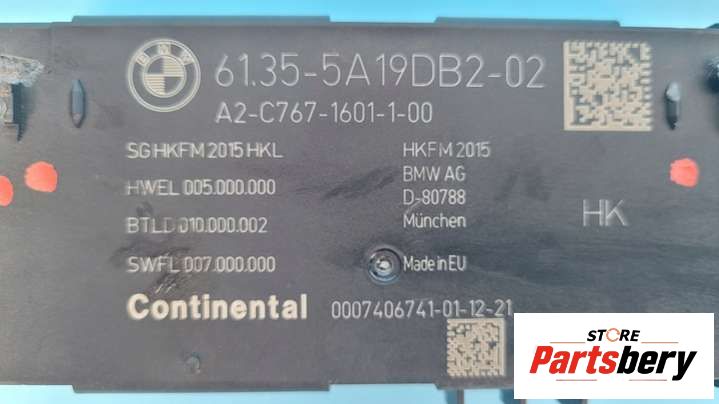 BMW
61.35-5A19DB2-02
A2-C767-1601-1-00
SG HKFM 2015 HKL
HWEL 005.000.000
BTLD 010.000.002
SWFL 007.000.000
HKFM 2015
BMW AG
D-80788
München
Made in EU
HK
Continental
0007406741-01-12-21
STORE
Partsbery